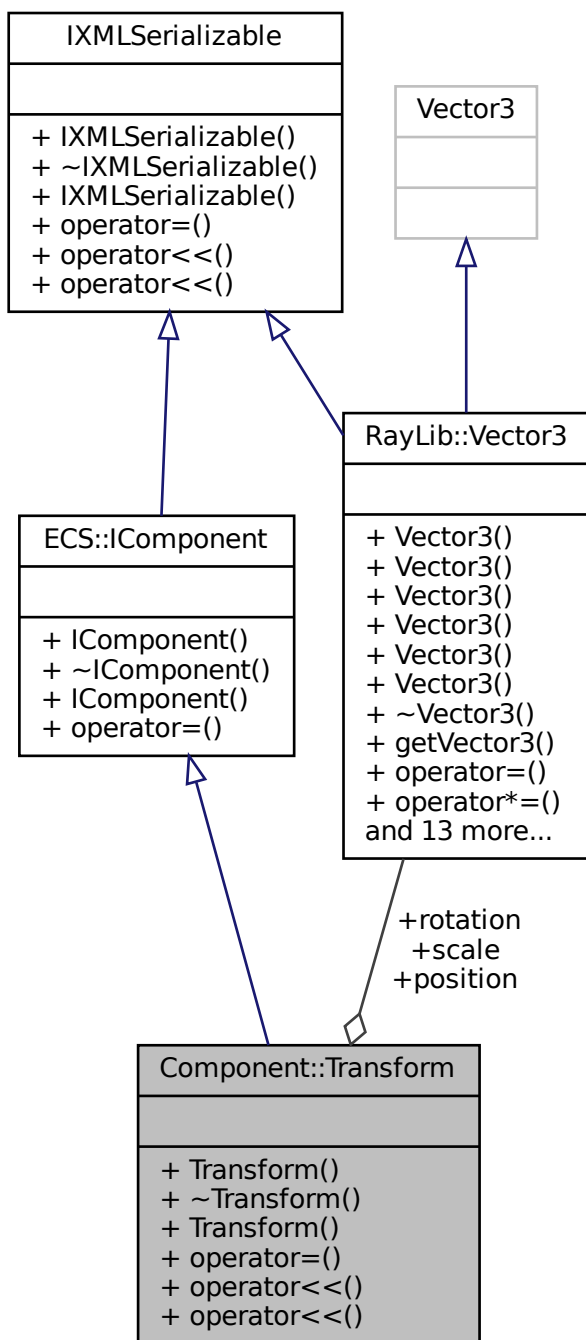 IXMLSerializable
+ IXMLSerializable()
+ ~IXMLSerializable()
+ IXMLSerializable()
+ operator=()
+ operator<<()
+ operator<<()
Vector3
RayLib::Vector3
+ Vector3()
+ Vector3()
+ Vector3()
+ Vector3()
+ Vector3()
+ Vector3()
+ ~Vector3()
+ getVector3()
+ operator=()
+ operator*=()
and 13 more...
ECS::IComponent
+ IComponent()
+ ~IComponent()
+ IComponent()
+ operator=()
+rotation
+scale
+position
Component::Transform
+ Transform()
+ ~Transform()
+ Transform()
+ operator=()
+ operator<<()
+ operator<<()